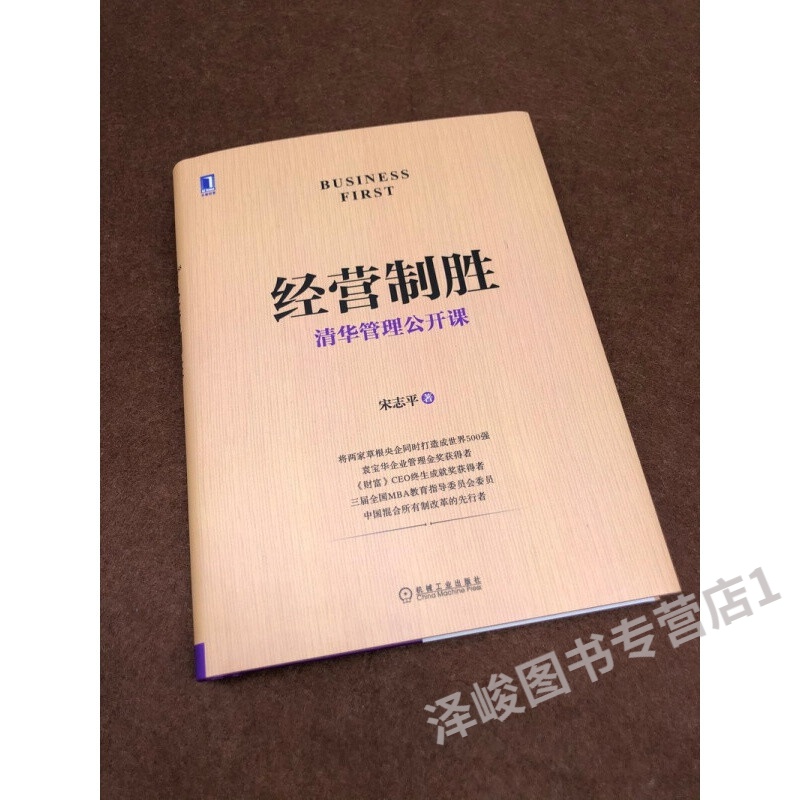 BUSINESS
FIRST
经营制胜
清华管理公开课
宋志平 著
将两家草根央企同时打造成世界500强
袁宝华企业管理金奖获得者
《财富》CEO终生成就奖获得者
三届全国MBA教育指导委员会委员
中国混合所有制改革的先行者
机械工业出版社
China Machine Press
泽峻图书专营店1